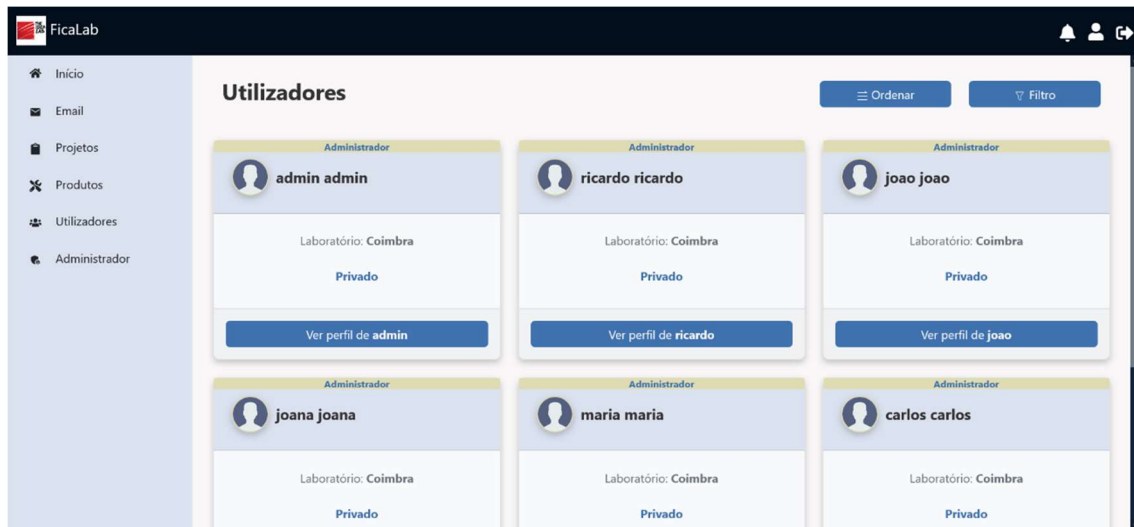 FicaLab
Início
Email
Projetos
Produtos
Utilizadores
Administrador
Utilizadores
Ordenar
Filtro
Administrador
admin admin
Laboratório: Coimbra
Privado
Ver perfil de admin
Administrador
ricardo ricardo
Laboratório: Coimbra
Privado
Ver perfil de ricardo
Administrador
joao joao
Laboratório: Coimbra
Privado
Ver perfil de joao
Administrador
joana joana
Laboratório: Coimbra
Privado
Administrador
maria maria
Laboratório: Coimbra
Privado
Administrador
carlos carlos
Laboratório: Coimbra
Privado